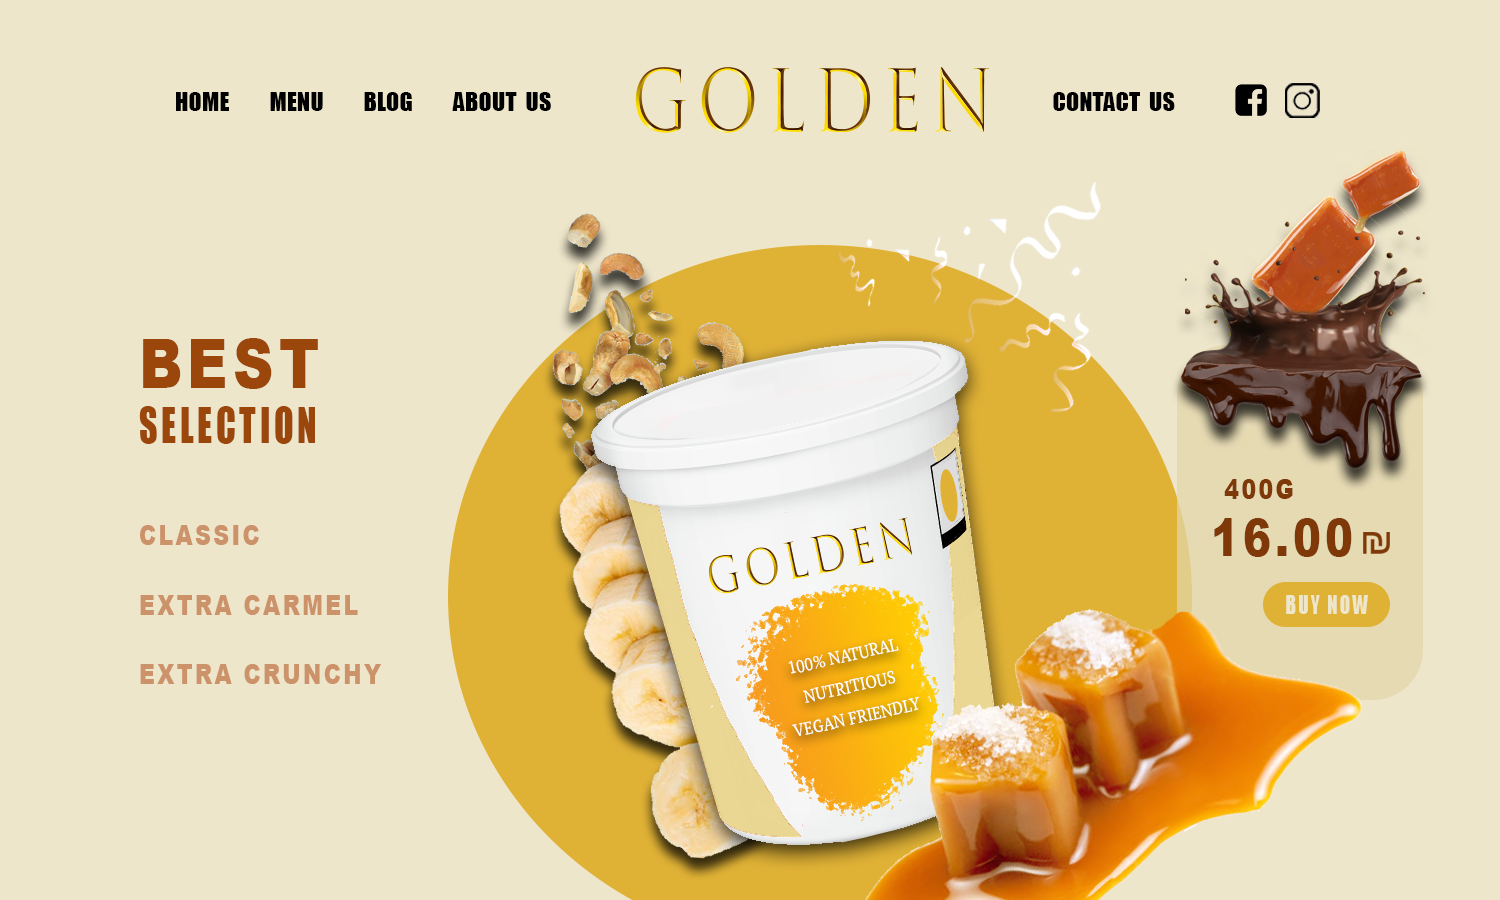 HOME MENU BLOG ABOUT US GOLDEN CONTACT US
BEST
SELECTION
CLASSIC
EXTRA CARMEL
EXTRA CRUNCHY
GOLDEN
100% NATURAL
NUTRITIOUS
VEGAN FRIENDLY
400G
16.00 ₪
BUY NOW